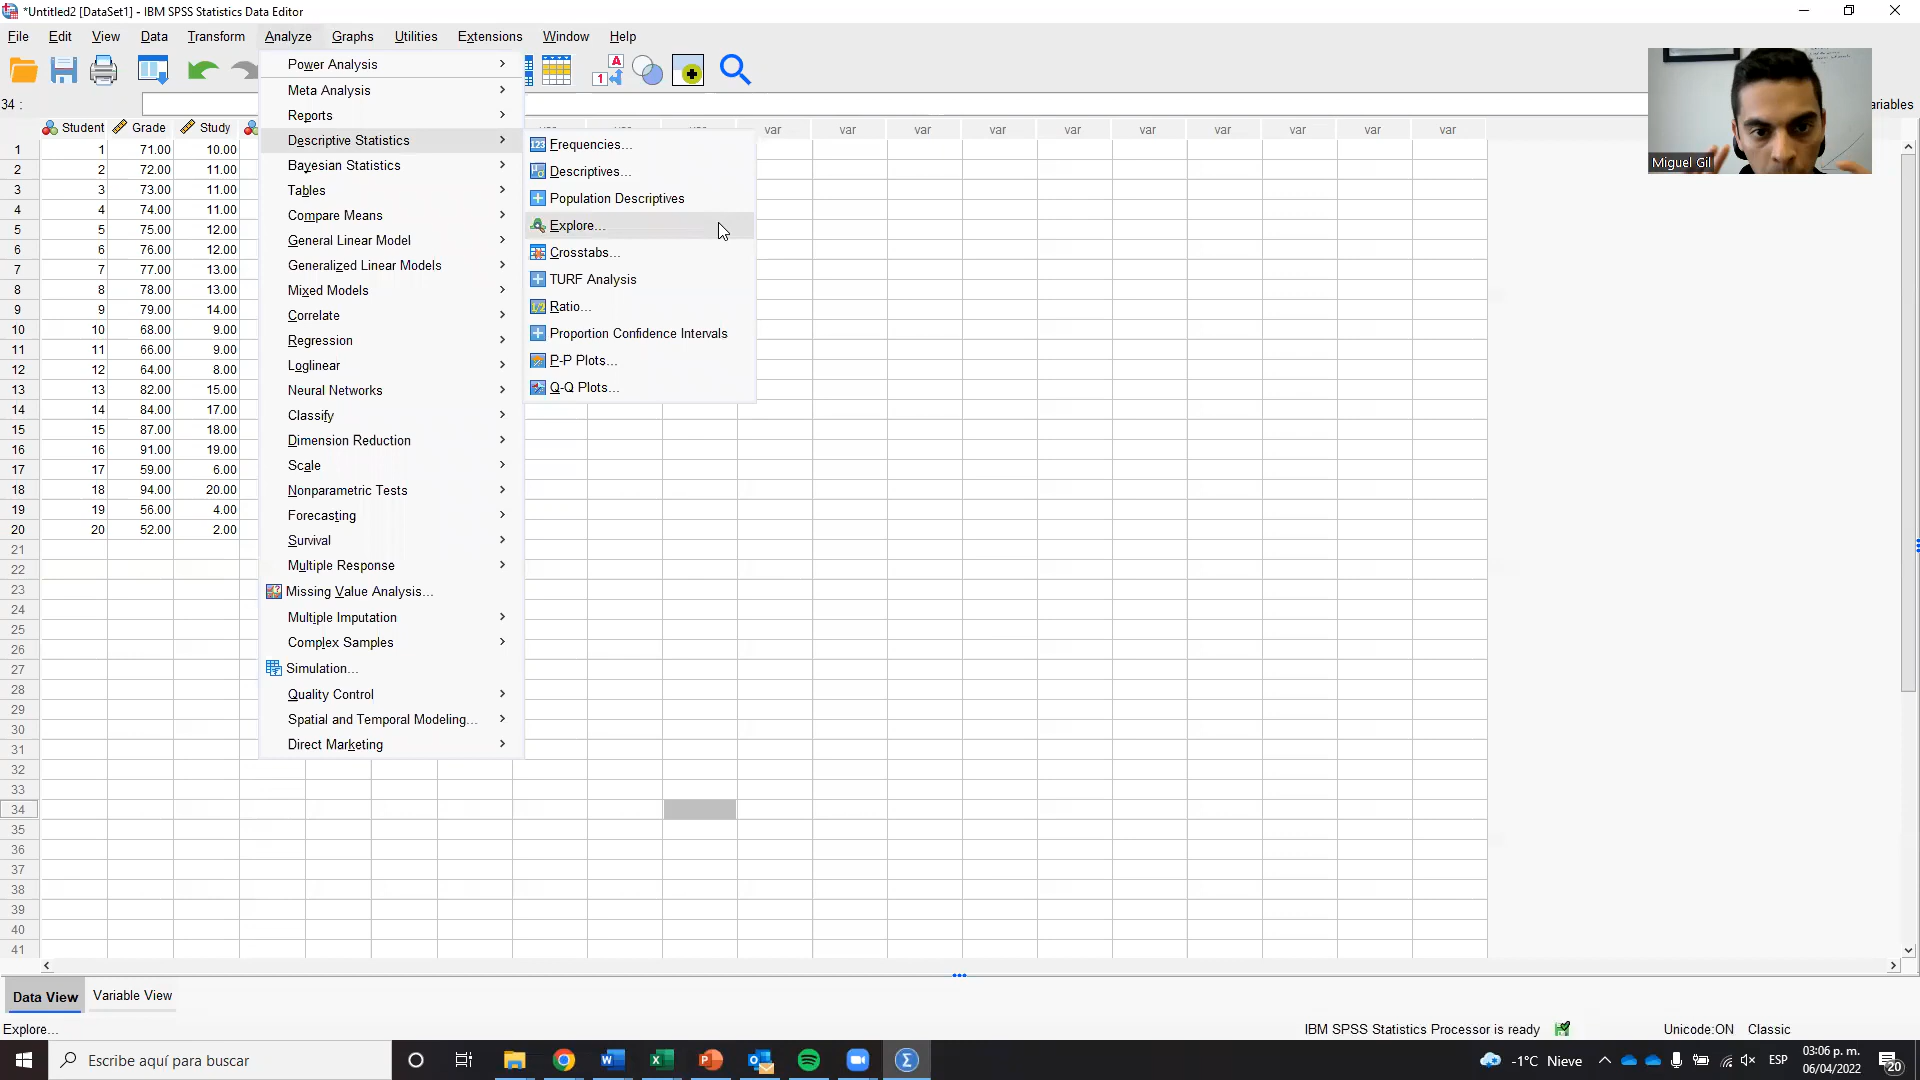 *Untitled2 [DataSet1] - IBM SPSS Statistics Data Editor
File Edit View Data Transform Analyze Graphs Utilities Extensions Window Help
34 :
ariables
Miguel Gil
Student Grade Study
var var var var var var var var var var
1 71.00 10.00
2 72.00 11.00
3 73.00 11.00
4 74.00 11.00
5 75.00 12.00
6 76.00 12.00
7 77.00 13.00
8 78.00 13.00
9 79.00 14.00
10 68.00 9.00
11 66.00 9.00
12 64.00 8.00
13 82.00 15.00
14 84.00 17.00
15 87.00 18.00
16 91.00 19.00
17 59.00 6.00
18 94.00 20.00
19 56.00 4.00
20 52.00 2.00
1
2
3
4
5
6
7
8
9
10
11
12
13
14
15
16
17
18
19
20
21
22
23
24
25
26
27
28
29
30
31
32
33
34
35
36
37
38
39
40
41
Power Analysis
Meta Analysis
Reports
Descriptive Statistics
Bayesian Statistics
Tables
Compare Means
General Linear Model
Generalized Linear Models
Mixed Models
Correlate
Regression
Loglinear
Neural Networks
Classify
Dimension Reduction
Scale
Nonparametric Tests
Forecasting
Survival
Multiple Response
Missing Value Analysis...
Multiple Imputation
Complex Samples
Simulation...
Quality Control
Spatial and Temporal Modeling...
Direct Marketing
Frequencies...
Descriptives...
Population Descriptives
Explore...
Crosstabs...
TURF Analysis
Ratio...
Proportion Confidence Intervals
P-P Plots...
Q-Q Plots...
Data View Variable View
Explore...
IBM SPSS Statistics Processor is ready
Unicode:ON Classic
Escribe aquí para buscar
-1°C Nieve
ESP
03:06 p. m.
06/04/2022
20